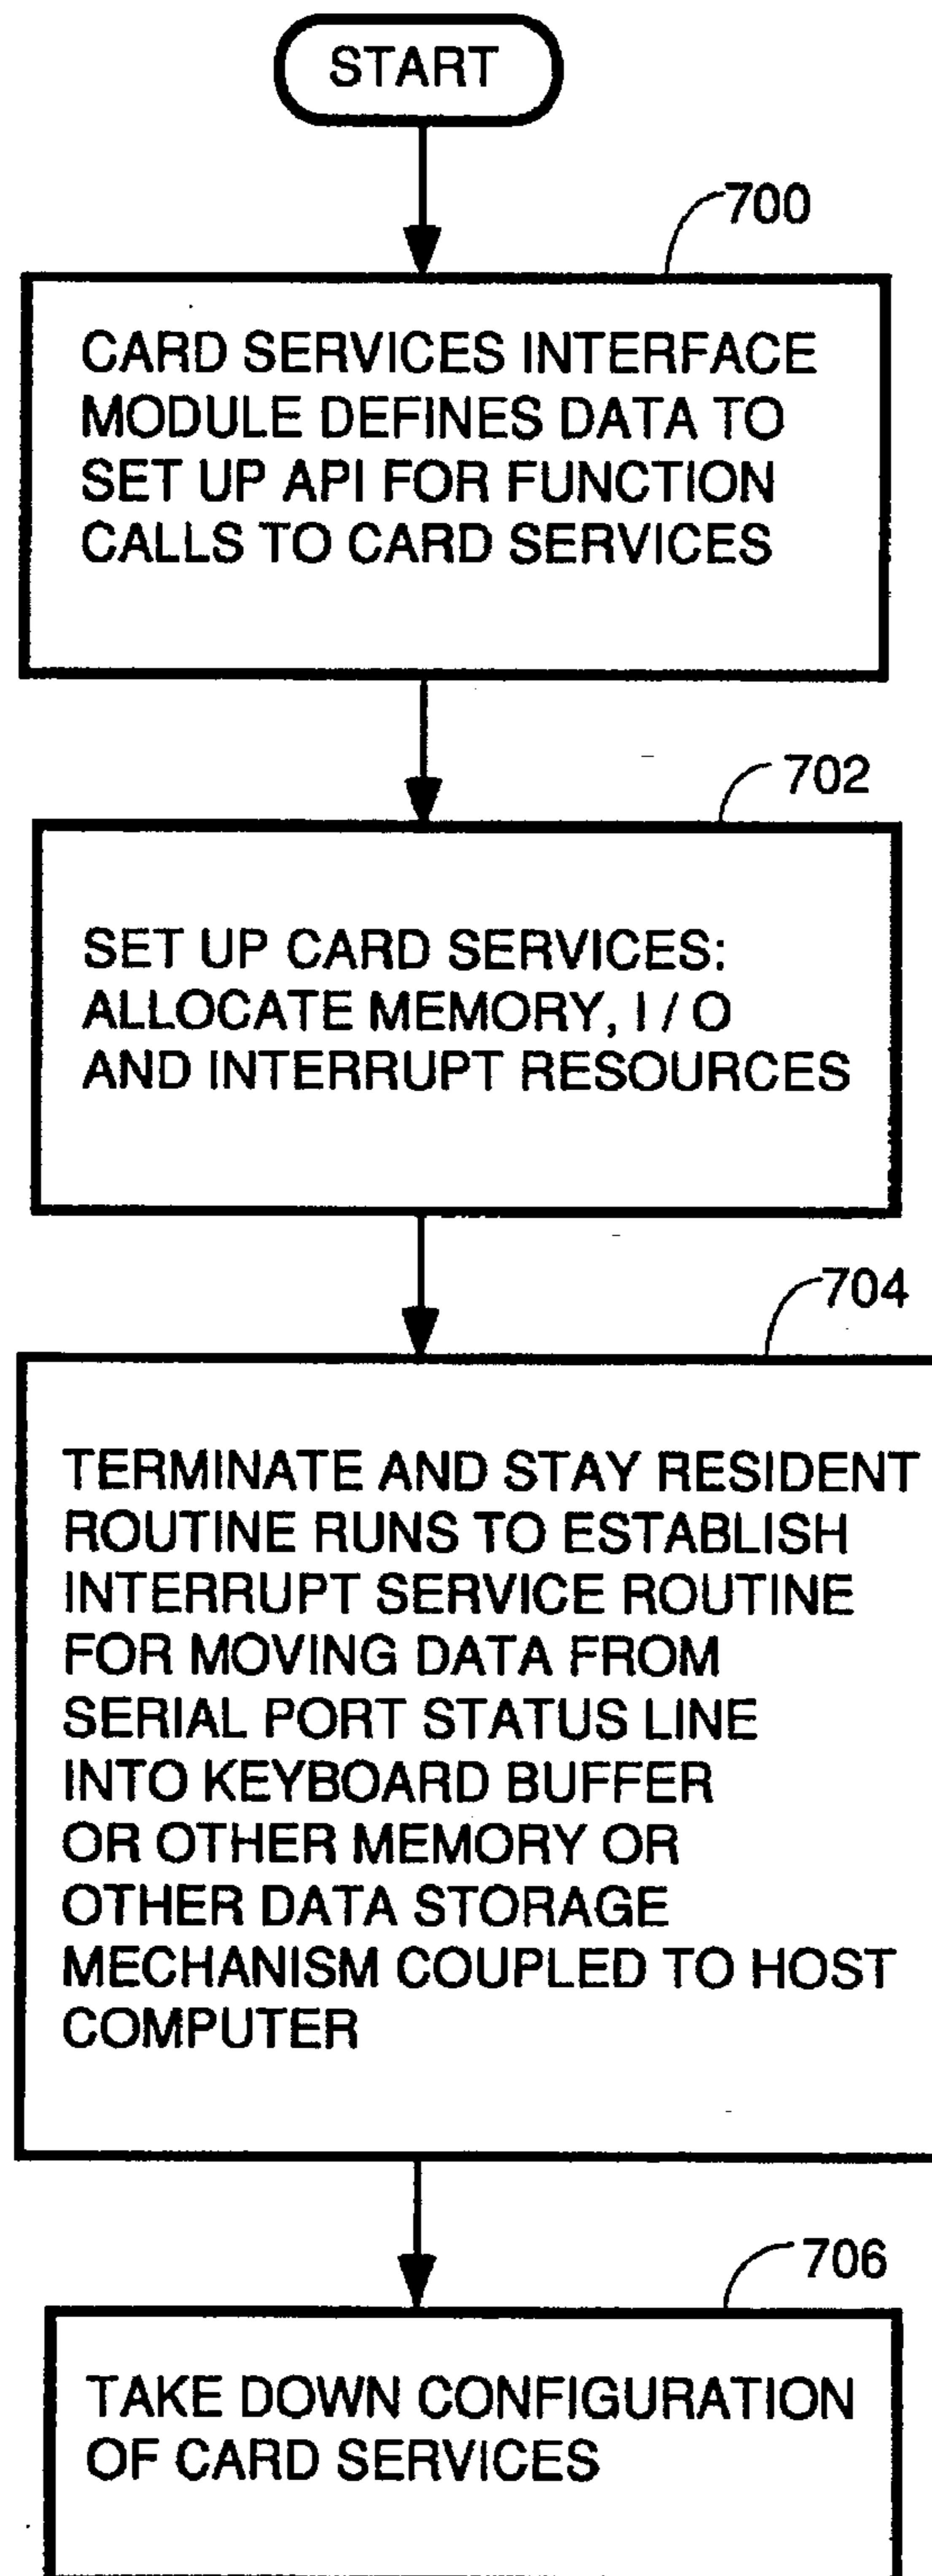 START
700
CARD SERVICES INTERFACE
MODULE DEFINES DATA TO
SET UP API FOR FUNCTION
CALLS TO CARD SERVICES
702
SET UP CARD SERVICES:
ALLOCATE MEMORY, I / O
AND INTERRUPT RESOURCES
704
TERMINATE AND STAY RESIDENT
ROUTINE RUNS TO ESTABLISH
INTERRUPT SERVICE ROUTINE
FOR MOVING DATA FROM
SERIAL PORT STATUS LINE
INTO KEYBOARD BUFFER
OR OTHER MEMORY OR
OTHER DATA STORAGE
MECHANISM COUPLED TO HOST
COMPUTER
706
TAKE DOWN CONFIGURATION
OF CARD SERVICES